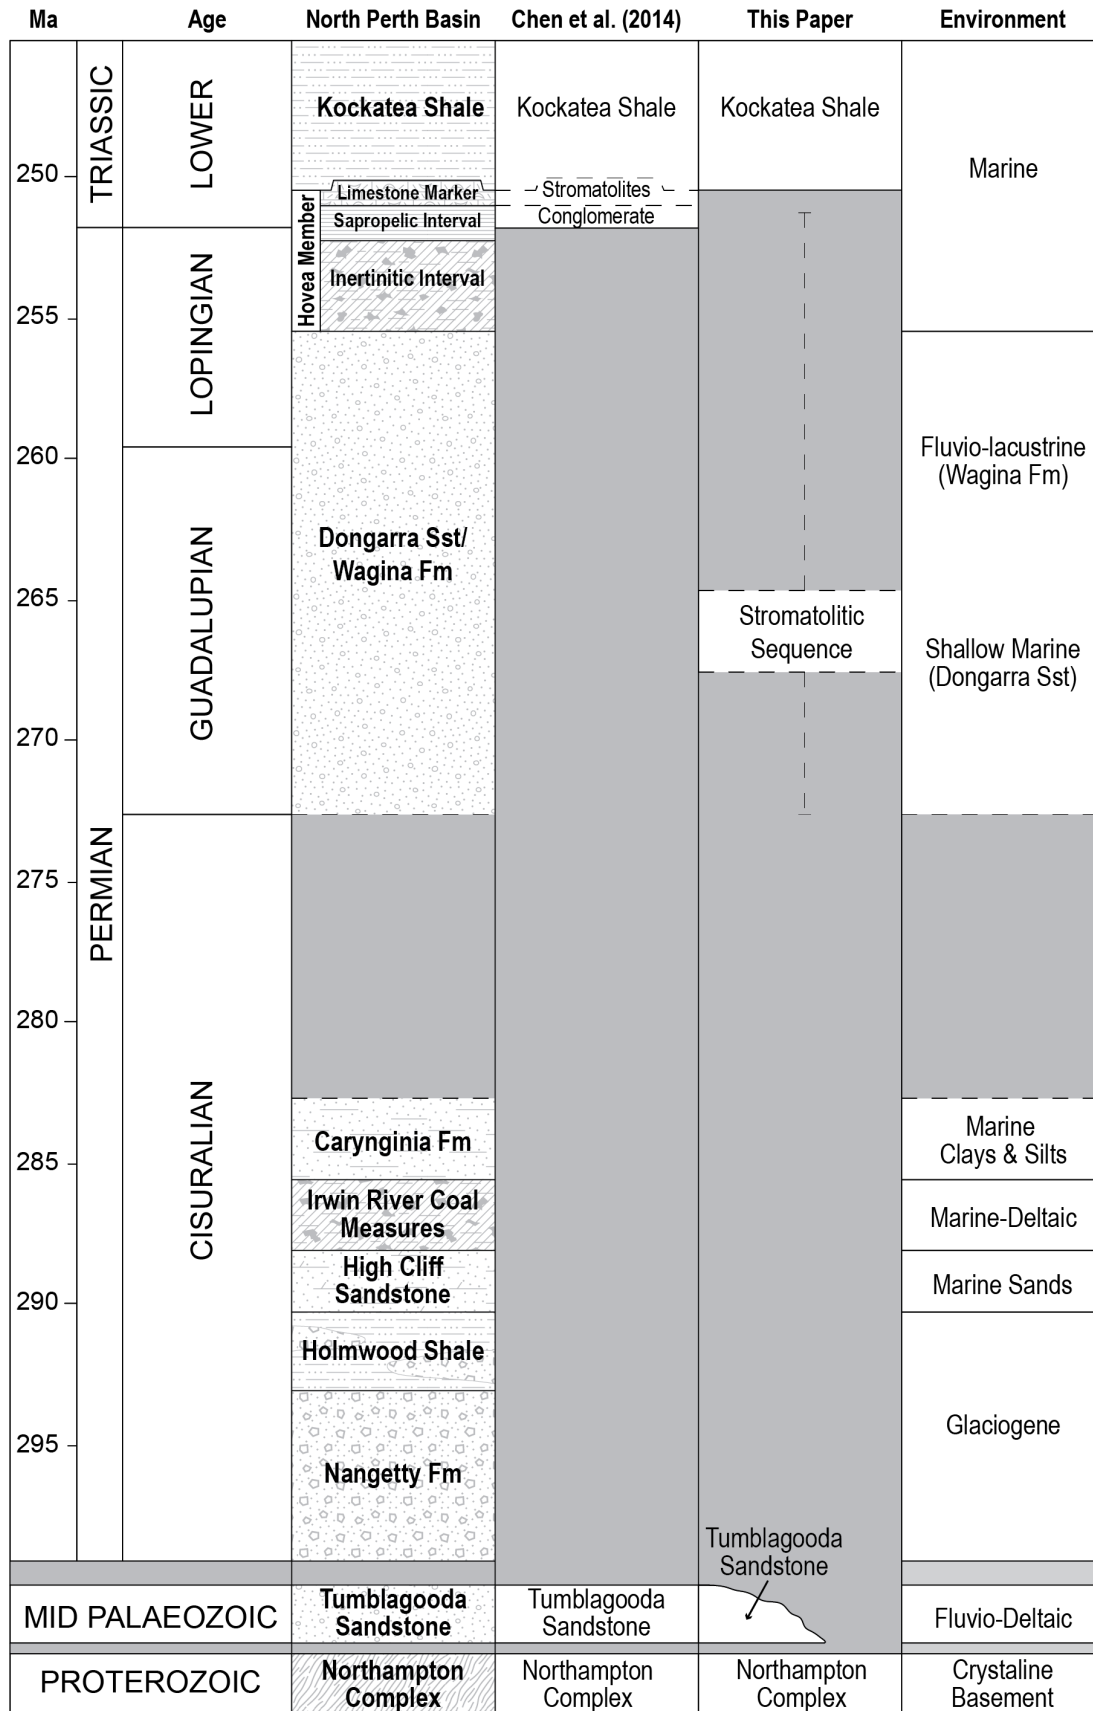 Ma
Age
North Perth Basin
Chen et al. (2014)
This Paper
Environment
TRIASSIC
LOWER
Kockatea Shale
Kockatea Shale
Kockatea Shale
Marine
250
Limestone Marker
Stromatolites
Sapropelic Interval
Conglomerate
Hovea Member
Inertinitic Interval
255
LOPINGIAN
260
Fluvio-lacustrine
(Wagina Fm)
GUADALUPIAN
Dongarra Sst/
Wagina Fm
265
Stromatolitic
Sequence
Shallow Marine
(Dongarra Sst)
270
PERMIAN
275
280
CISURALIAN
Carynginia Fm
Marine
Clays & Silts
285
Irwin River Coal
Measures
Marine-Deltaic
High Cliff
Sandstone
Marine Sands
290
Holmwood Shale
Glaciogene
295
Nangetty Fm
Tumblagooda
Sandstone
MID PALAEOZOIC
Tumblagooda
Sandstone
Tumblagooda
Sandstone
Fluvio-Deltaic
PROTEROZOIC
Northampton
Complex
Northampton
Complex
Northampton
Complex
Crystaline
Basement